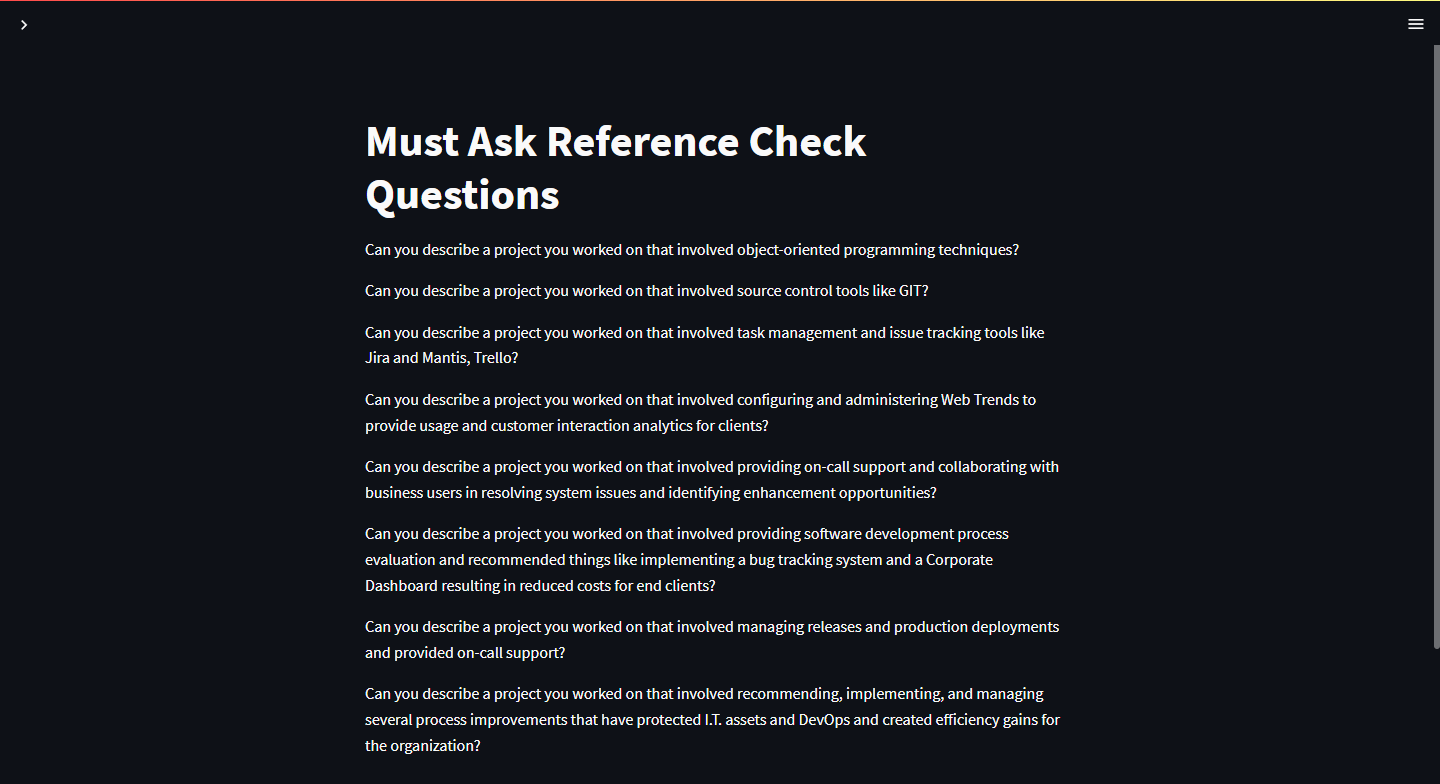 Must Ask Reference Check
Questions
Can you describe a project you worked on that involved object-oriented programming techniques?
Can you describe a project you worked on that involved source control tools like GIT?
Can you describe a project you worked on that involved task management and issue tracking tools like
Jira and Mantis, Trello?
Can you describe a project you worked on that involved configuring and administering Web Trends to
provide usage and customer interaction analytics for clients?
Can you describe a project you worked on that involved providing on-call support and collaborating with
business users in resolving system issues and identifying enhancement opportunities?
Can you describe a project you worked on that involved providing software development process
evaluation and recommended things like implementing a bug tracking system and a Corporate
Dashboard resulting in reduced costs for end clients?
Can you describe a project you worked on that involved managing releases and production deployments
and provided on-call support?
Can you describe a project you worked on that involved recommending, implementing, and managing
several process improvements that have protected I.T. assets and DevOps and created efficiency gains for
the organization?